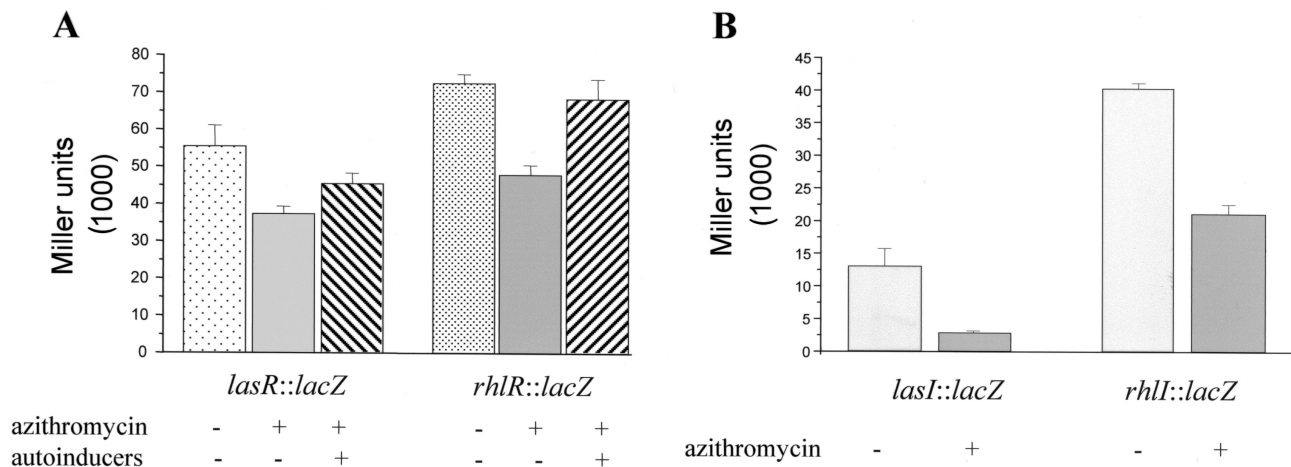 A
Miller units
(1000)
80
70
60
50
40
30
20
10
0
lasR::lacZ rhlR::lacZ
azithromycin - + + - + +
autoinducers - - + - - +
B
Miller units
(1000)
45
40
35
30
25
20
15
10
5
0
lasI::lacZ rhlI::lacZ
azithromycin - + - +